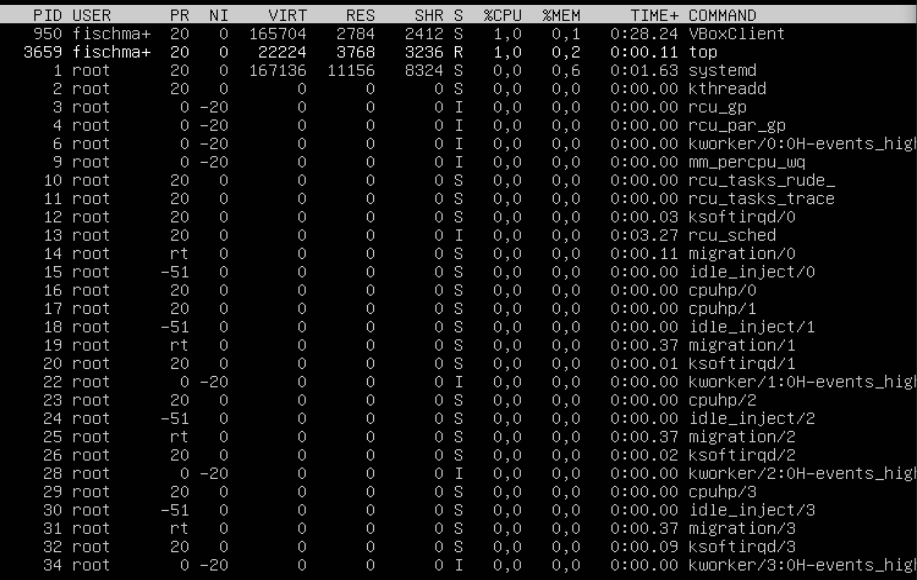 PID USER PR NI VIRT RES SHR S %CPU %MEM TIME+ COMMAND
950 fischma+ 20 0 165704 2784 2412 S 1,0 0,1 0:28.24 VBoxClient
3659 fischma+ 20 0 22224 3768 3236 R 1,0 0,2 0:00.11 top
1 root 20 0 167136 11156 8324 S 0,0 0,6 0:01.63 systemd
2 root 20 0 0 0 0 S 0,0 0,0 0:00.00 kthreadd
3 root 0 -20 0 0 0 I 0,0 0,0 0:00.00 rcu_gp
4 root 0 -20 0 0 0 I 0,0 0,0 0:00.00 rcu_par_gp
6 root 0 -20 0 0 0 I 0,0 0,0 0:00.00 kworker/0:0H-events_high
9 root 0 -20 0 0 0 I 0,0 0,0 0:00.00 mm_percpu_wq
10 root 20 0 0 0 0 S 0,0 0,0 0:00.00 rcu_tasks_rude_
11 root 20 0 0 0 0 S 0,0 0,0 0:00.00 rcu_tasks_trace
12 root 20 0 0 0 0 S 0,0 0,0 0:00.03 ksoftirqd/0
13 root 20 0 0 0 0 I 0,0 0,0 0:03.27 rcu_sched
14 root rt 0 0 0 0 S 0,0 0,0 0:00.11 migration/0
15 root -51 0 0 0 0 S 0,0 0,0 0:00.00 idle_inject/0
16 root 20 0 0 0 0 S 0,0 0,0 0:00.00 cpuhp/0
17 root 20 0 0 0 0 S 0,0 0,0 0:00.00 cpuhp/1
18 root -51 0 0 0 0 S 0,0 0,0 0:00.00 idle_inject/1
19 root rt 0 0 0 0 S 0,0 0,0 0:00.37 migration/1
20 root 20 0 0 0 0 S 0,0 0,0 0:00.01 ksoftirqd/1
22 root 0 -20 0 0 0 I 0,0 0,0 0:00.00 kworker/1:0H-events_high
23 root 20 0 0 0 0 S 0,0 0,0 0:00.00 cpuhp/2
24 root -51 0 0 0 0 S 0,0 0,0 0:00.00 idle_inject/2
25 root rt 0 0 0 0 S 0,0 0,0 0:00.37 migration/2
26 root 20 0 0 0 0 S 0,0 0,0 0:00.02 ksoftirqd/2
28 root 0 -20 0 0 0 I 0,0 0,0 0:00.00 kworker/2:0H-events_high
29 root 20 0 0 0 0 S 0,0 0,0 0:00.00 cpuhp/3
30 root -51 0 0 0 0 S 0,0 0,0 0:00.00 idle_inject/3
31 root rt 0 0 0 0 S 0,0 0,0 0:00.37 migration/3
32 root 20 0 0 0 0 S 0,0 0,0 0:00.09 ksoftirqd/3
34 root 0 -20 0 0 0 I 0,0 0,0 0:00.00 kworker/3:0H-events_high